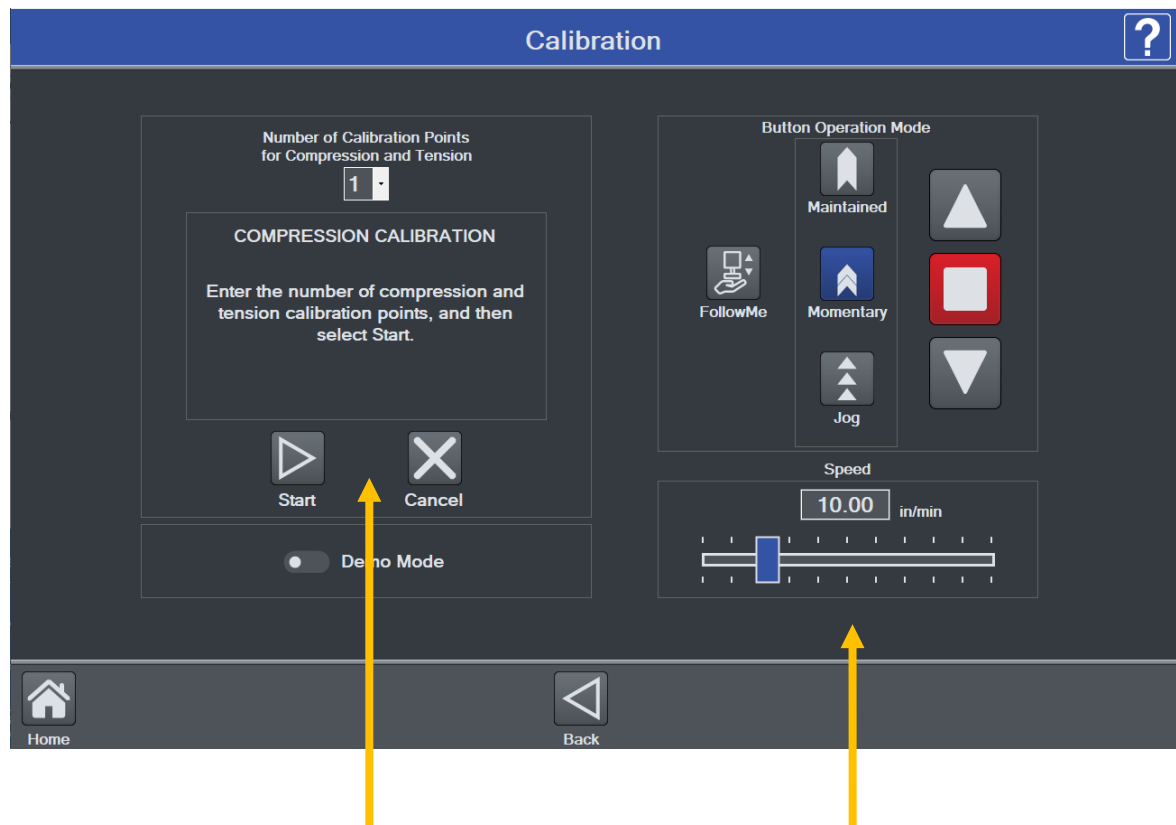 Calibration
?
Number of Calibration Points
for Compression and Tension
1
COMPRESSION CALIBRATION
Enter the number of compression and
tension calibration points, and then
select Start.
Start
Cancel
Demo Mode
Button Operation Mode
Maintained
FollowMe
Momentary
Jog
Speed
10.00 in/min
Home
Back